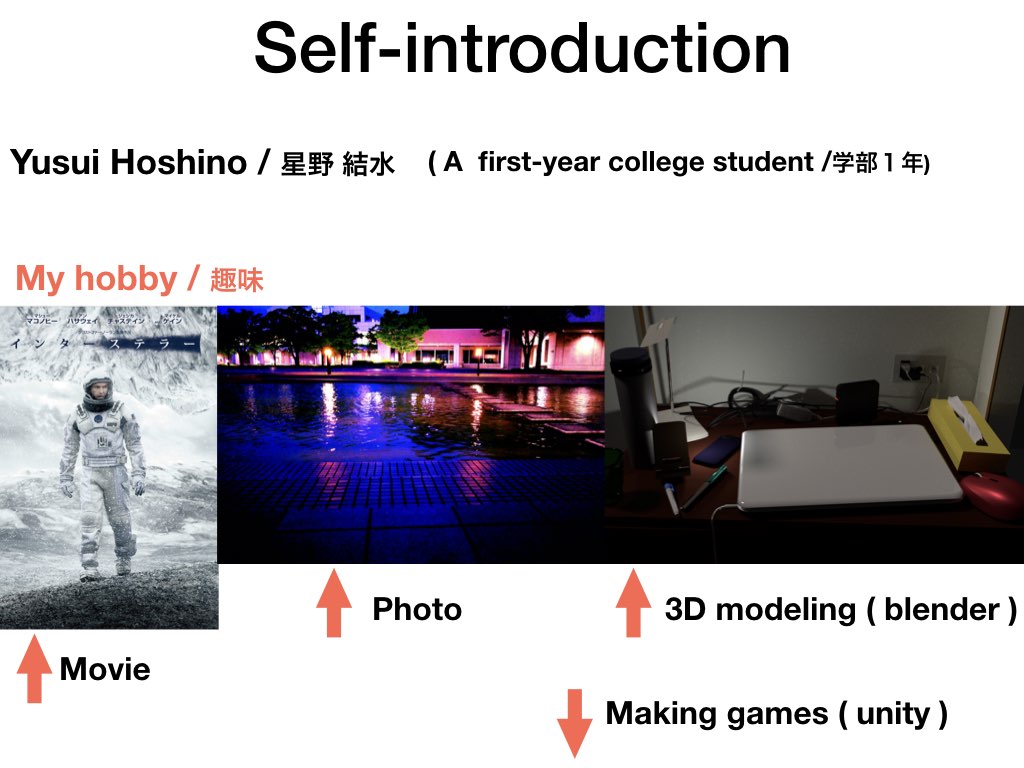 Self-introduction
Yusui Hoshino / 星野 結水 ( A first-year college student /学部１年)
My hobby / 趣味
マコノヒー ハサウェイ チャステイン ケイン
インターステラー
Photo
3D modeling ( blender )
Movie
Making games ( unity )